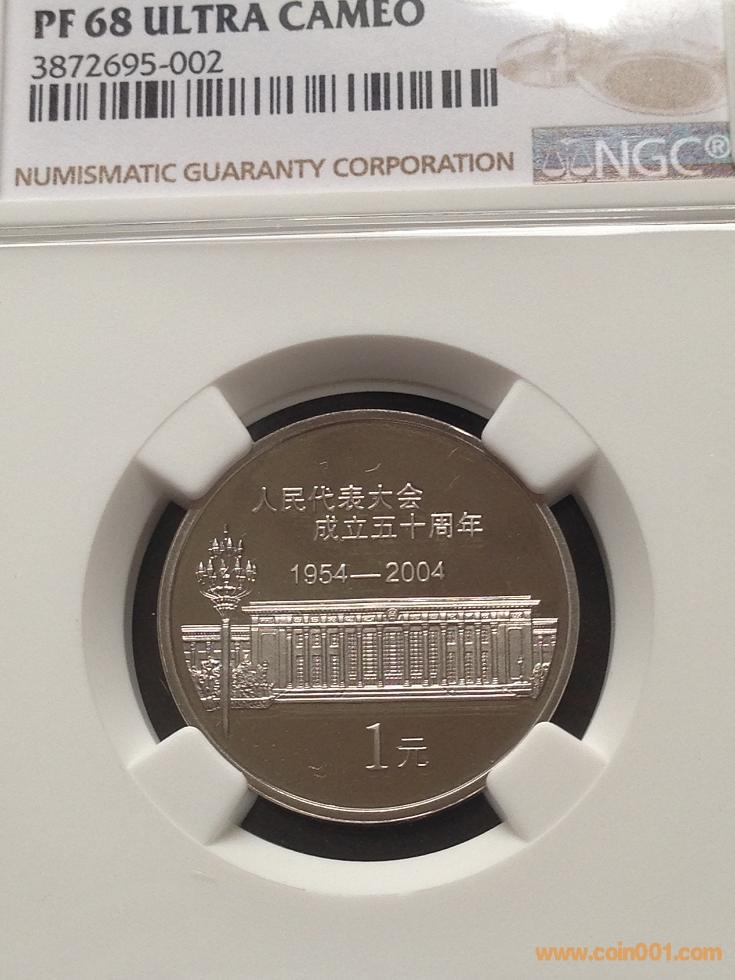 PF 68 ULTRA CAMEO
3872695-002
NUMISMATIC GUARANTY CORPORATION
NGC®
人民代表大会
成立五十周年
1954—2004
1元
www.coin001.com